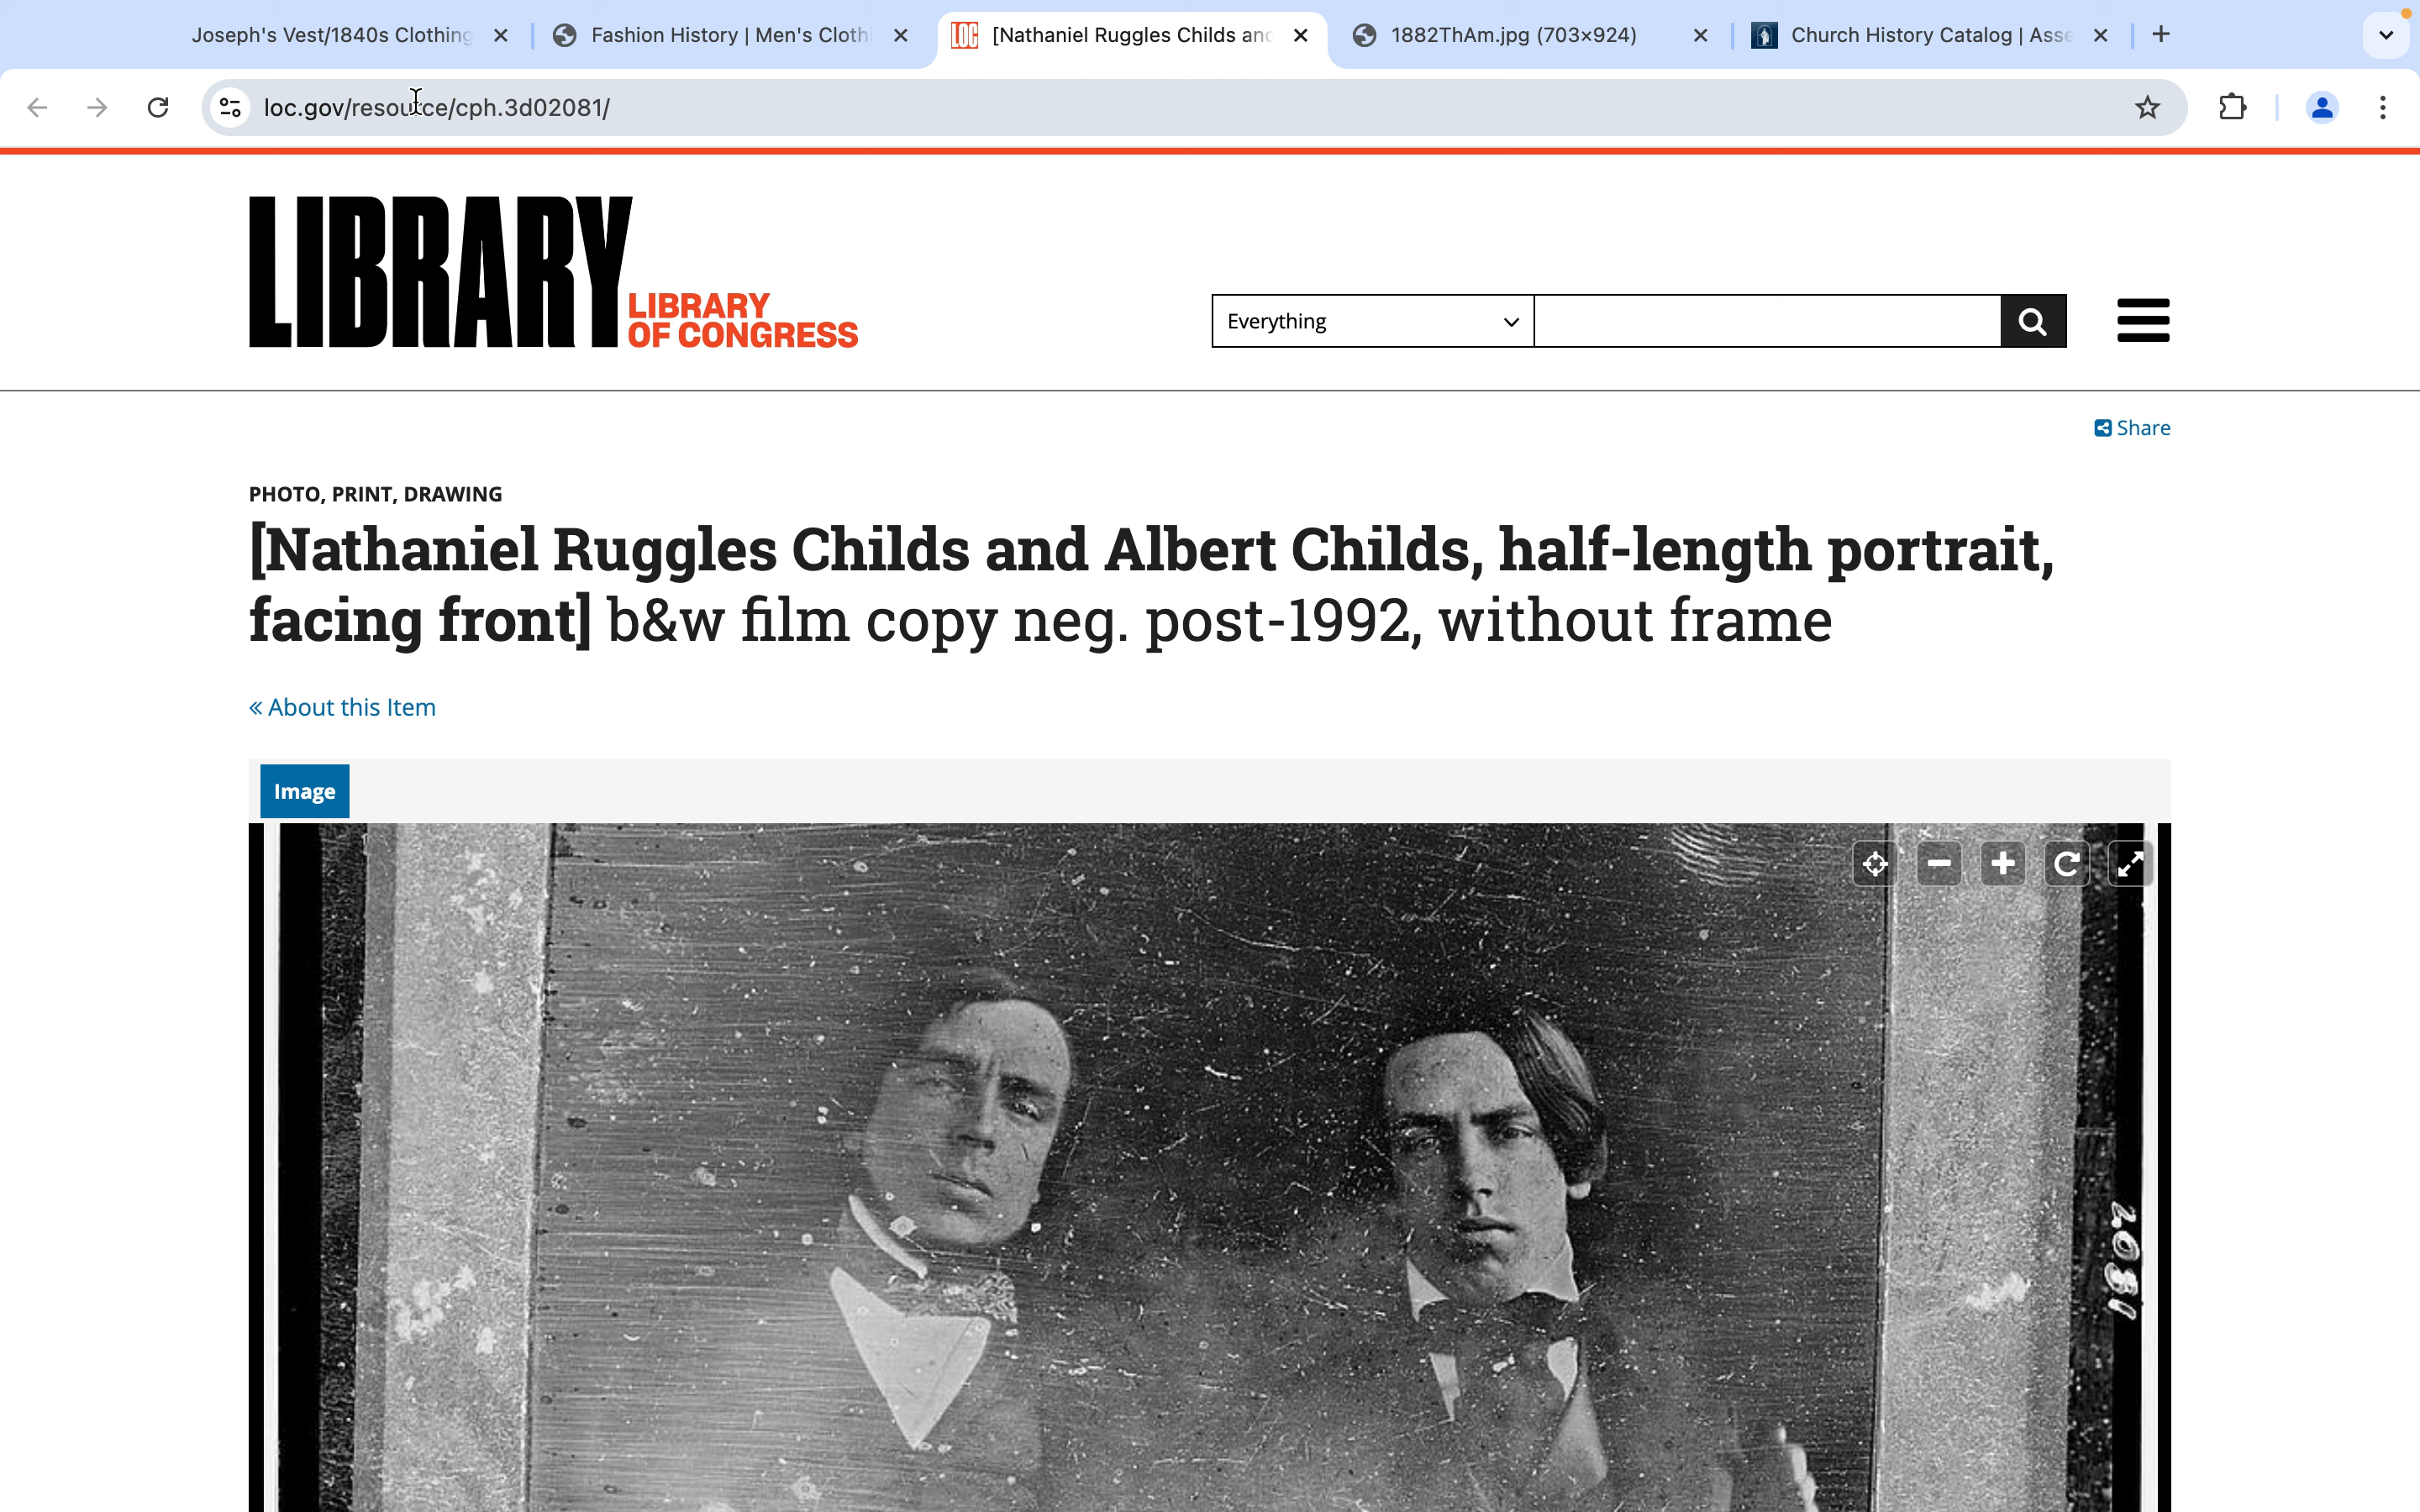 Joseph's Vest/1840s Clothing
Fashion History | Men's Clothi
[Nathaniel Ruggles Childs and
1882ThAm.jpg (703×924)
Church History Catalog | Asse
loc.gov/resource/cph.3d02081/
LIBRARY
LIBRARY
OF CONGRESS
Everything
Share
PHOTO, PRINT, DRAWING
[Nathaniel Ruggles Childs and Albert Childs, half-length portrait,
facing front] b&w film copy neg. post-1992, without frame
« About this Item
Image
2081